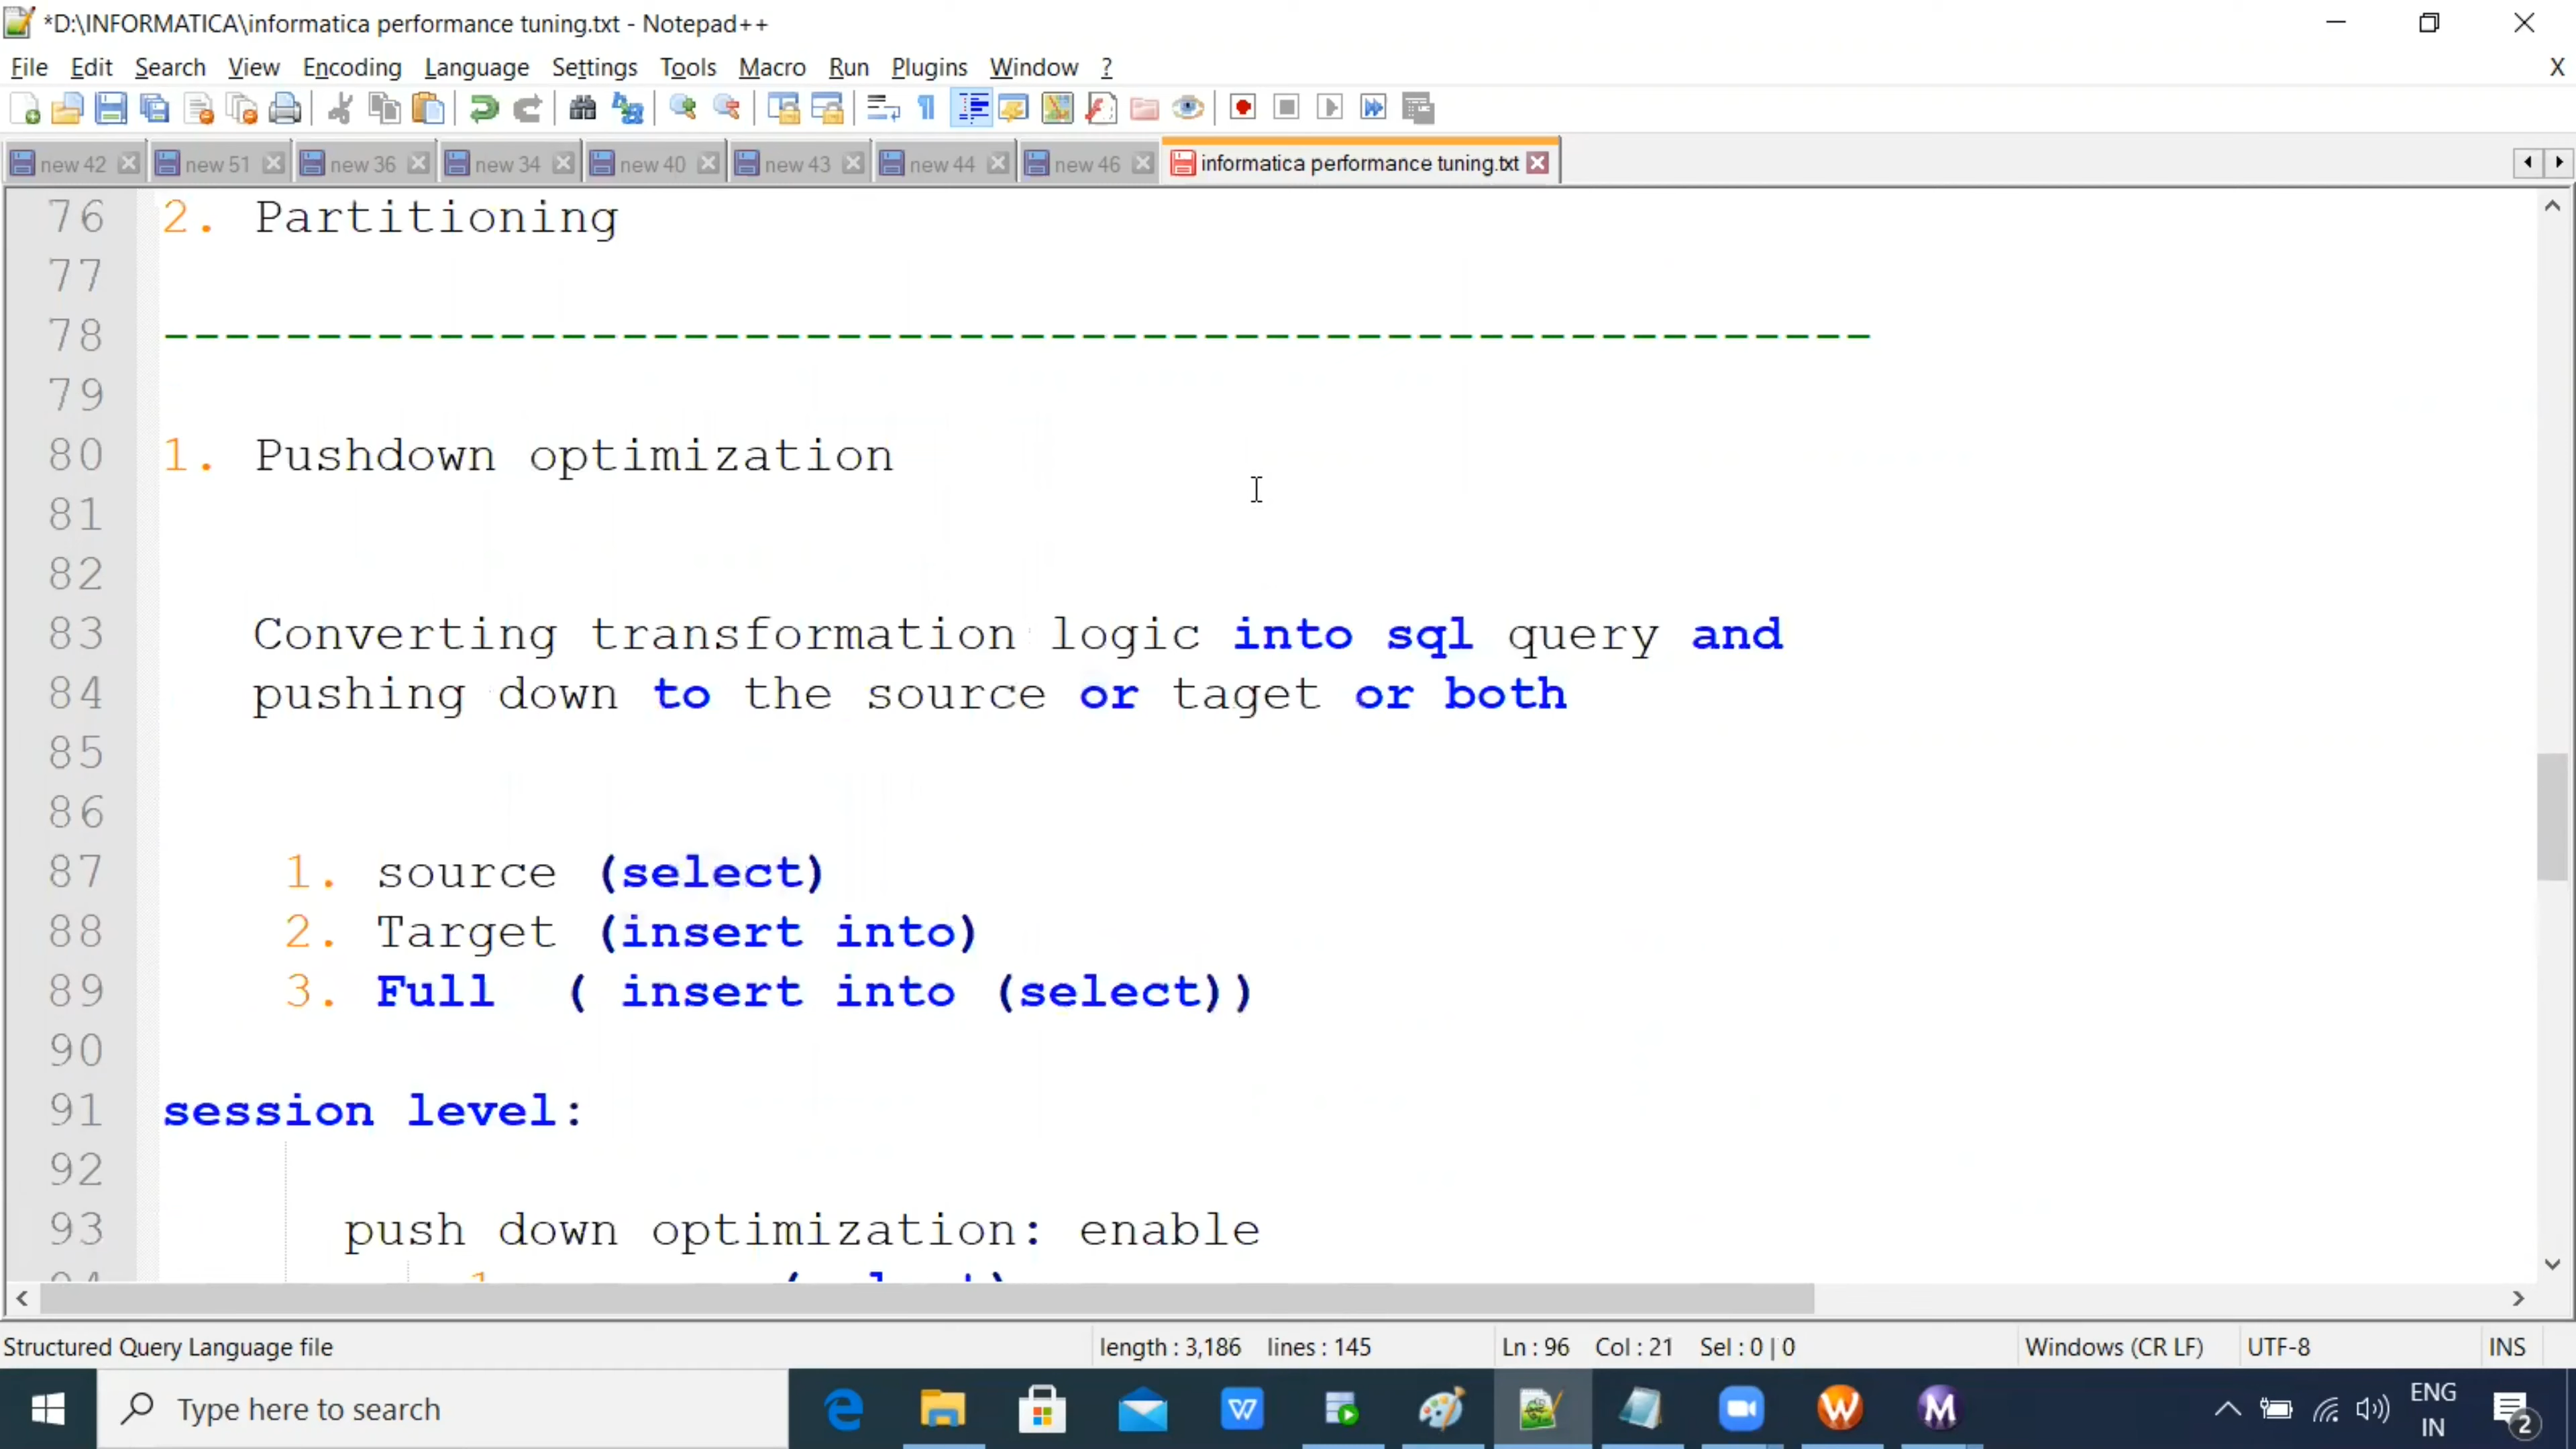 *D:\INFORMATICA\informatica performance tuning.txt - Notepad++
File Edit Search View Encoding Language Settings Tools Macro Run Plugins Window ? X
new 42 new 51 new 36 new 34 new 40 new 43 new 44 new 46 informatica performance tuning.txt
76 2. Partitioning
77
78 --------------------------------------------------------
79
80 1. Pushdown optimization
81
82
83 Converting transformation logic into sql query and
84 pushing down to the source or taget or both
85
86
87 1. source (select)
88 2. Target (insert into)
89 3. Full ( insert into (select))
90
91 session level:
92
93 push down optimization: enable
Structured Query Language file length : 3,186 lines : 145 Ln : 96 Col : 21 Sel : 0 | 0 Windows (CR LF) UTF-8 INS
Type here to search
ENG
IN
2